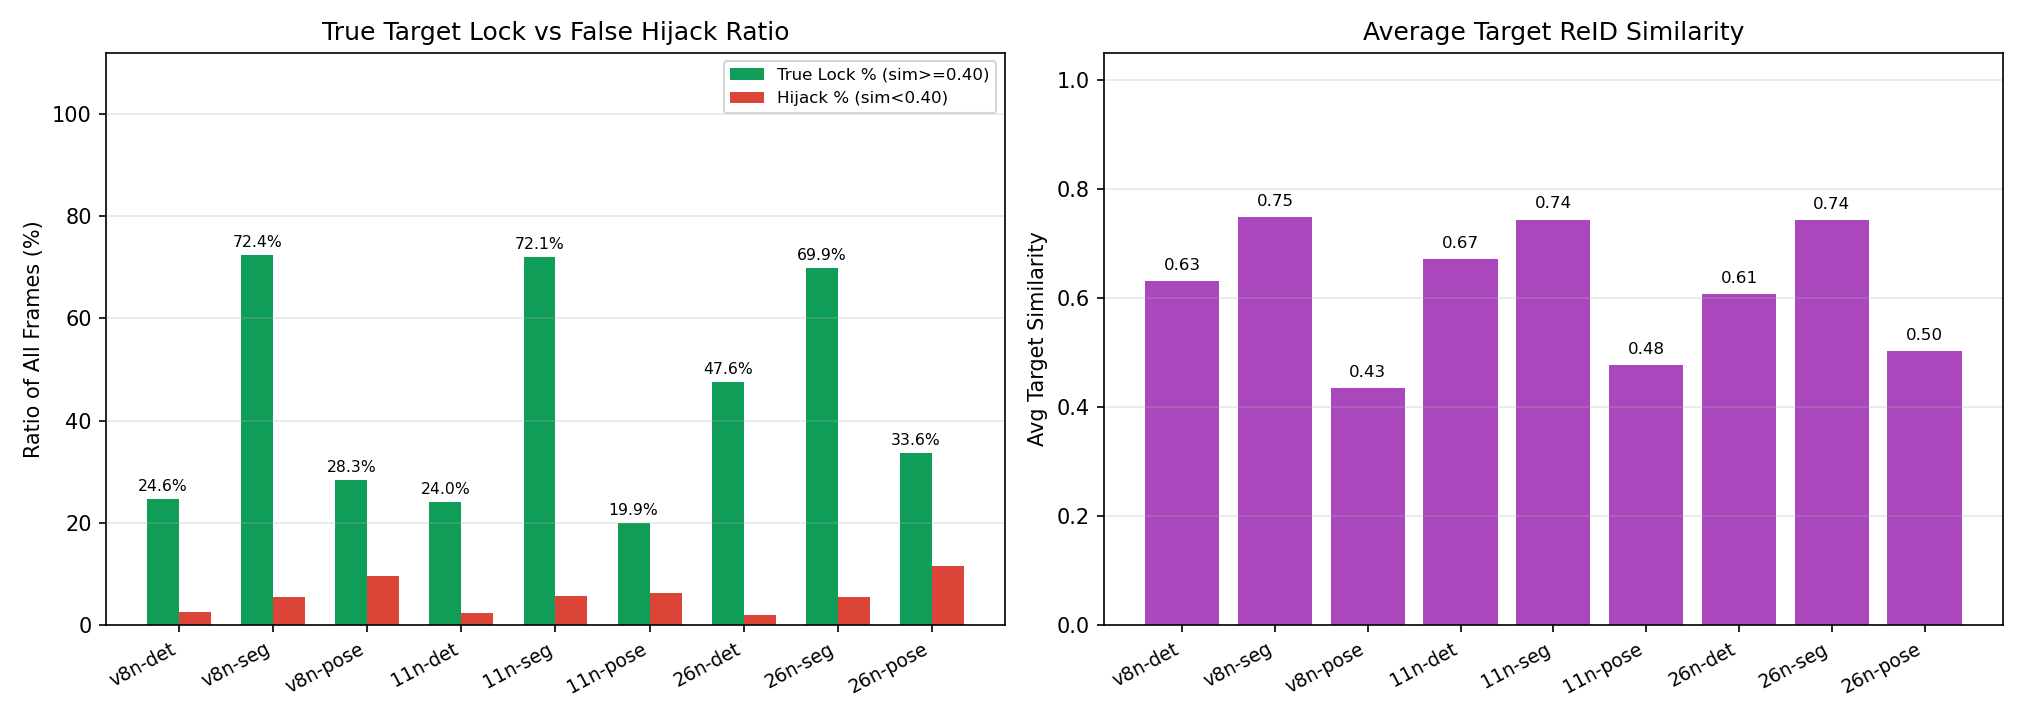 True Target Lock vs False Hijack Ratio
True Lock % (sim>=0.40)
Hijack % (sim<0.40)
Ratio of All Frames (%)
100
80
60
40
20
0
24.6%
72.4%
28.3%
24.0%
72.1%
19.9%
47.6%
69.9%
33.6%
v8n-det
v8n-seg
v8n-pose
11n-det
11n-seg
11n-pose
26n-det
26n-seg
26n-pose
Average Target ReID Similarity
Avg Target Similarity
1.0
0.8
0.6
0.4
0.2
0.0
0.63
0.75
0.43
0.67
0.74
0.48
0.61
0.74
0.50
v8n-det
v8n-seg
v8n-pose
11n-det
11n-seg
11n-pose
26n-det
26n-seg
26n-pose